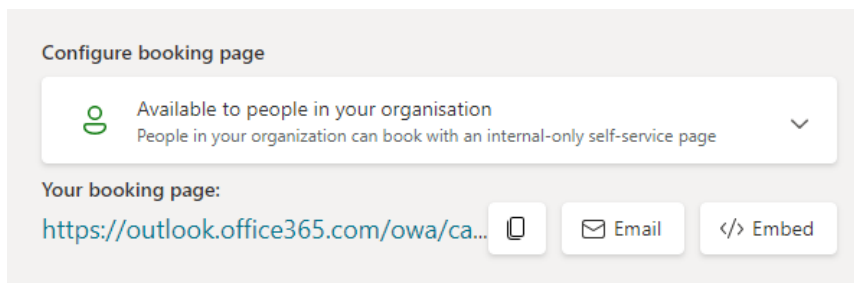 Configure booking page
Available to people in your organisation
People in your organization can book with an internal-only self-service page
Your booking page:
https://outlook.office365.com/owa/ca...
Email
</> Embed